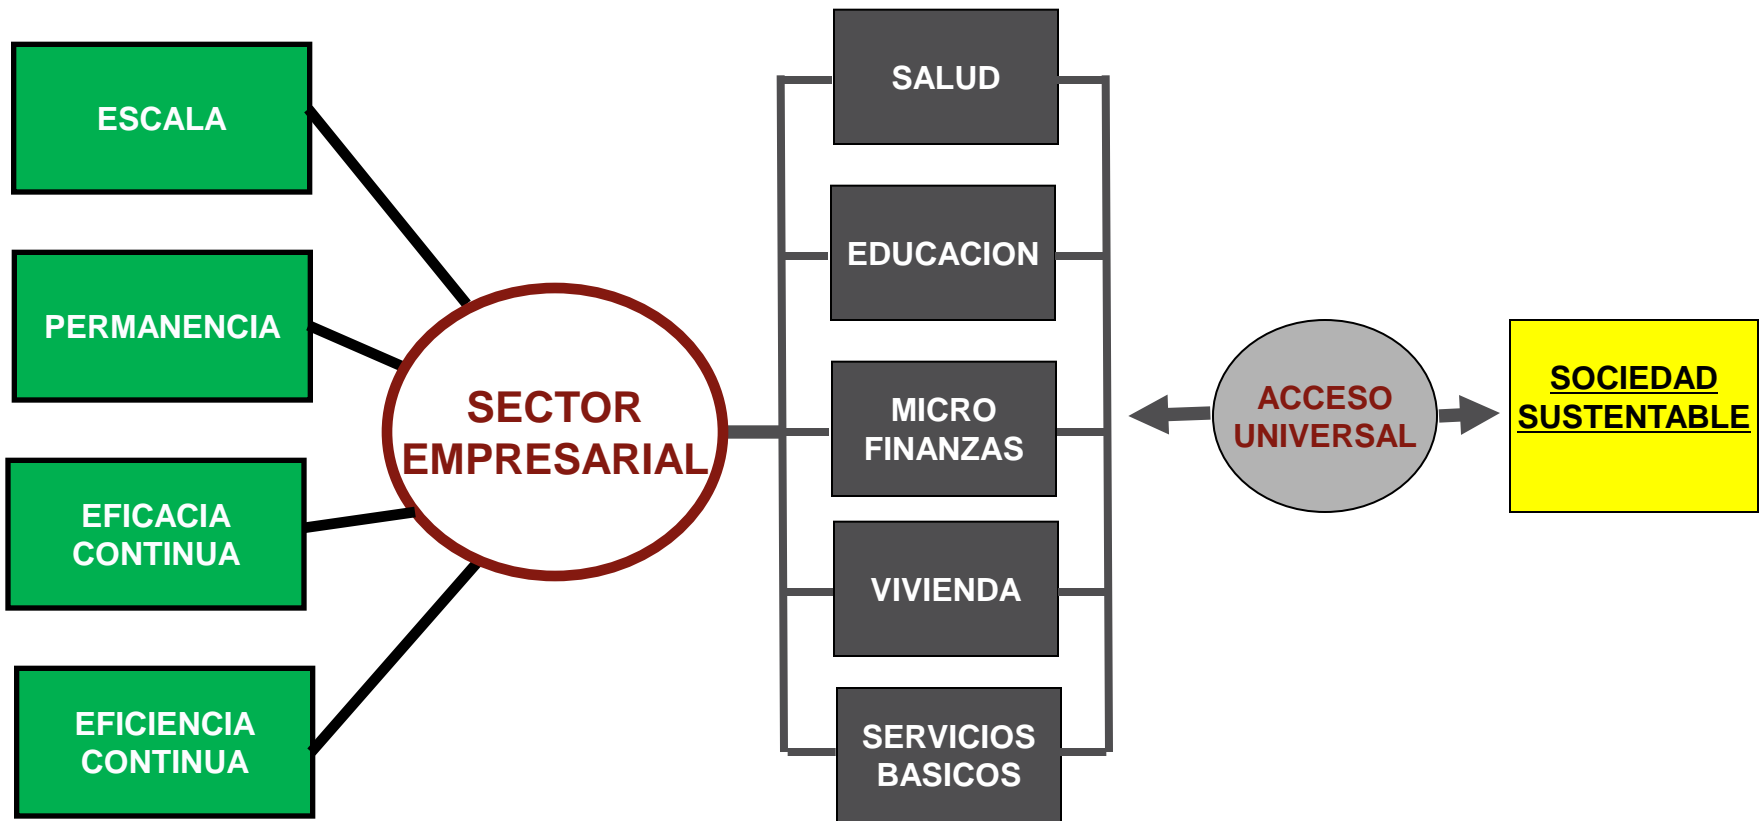 ESCALA
PERMANENCIA
EFICACIA
CONTINUA
EFICIENCIA
CONTINUA
SECTOR
EMPRESARIAL
SALUD
EDUCACION
MICRO
FINANZAS
VIVIENDA
SERVICIOS
BASICOS
ACCESO
UNIVERSAL
SOCIEDAD
SUSTENTABLE